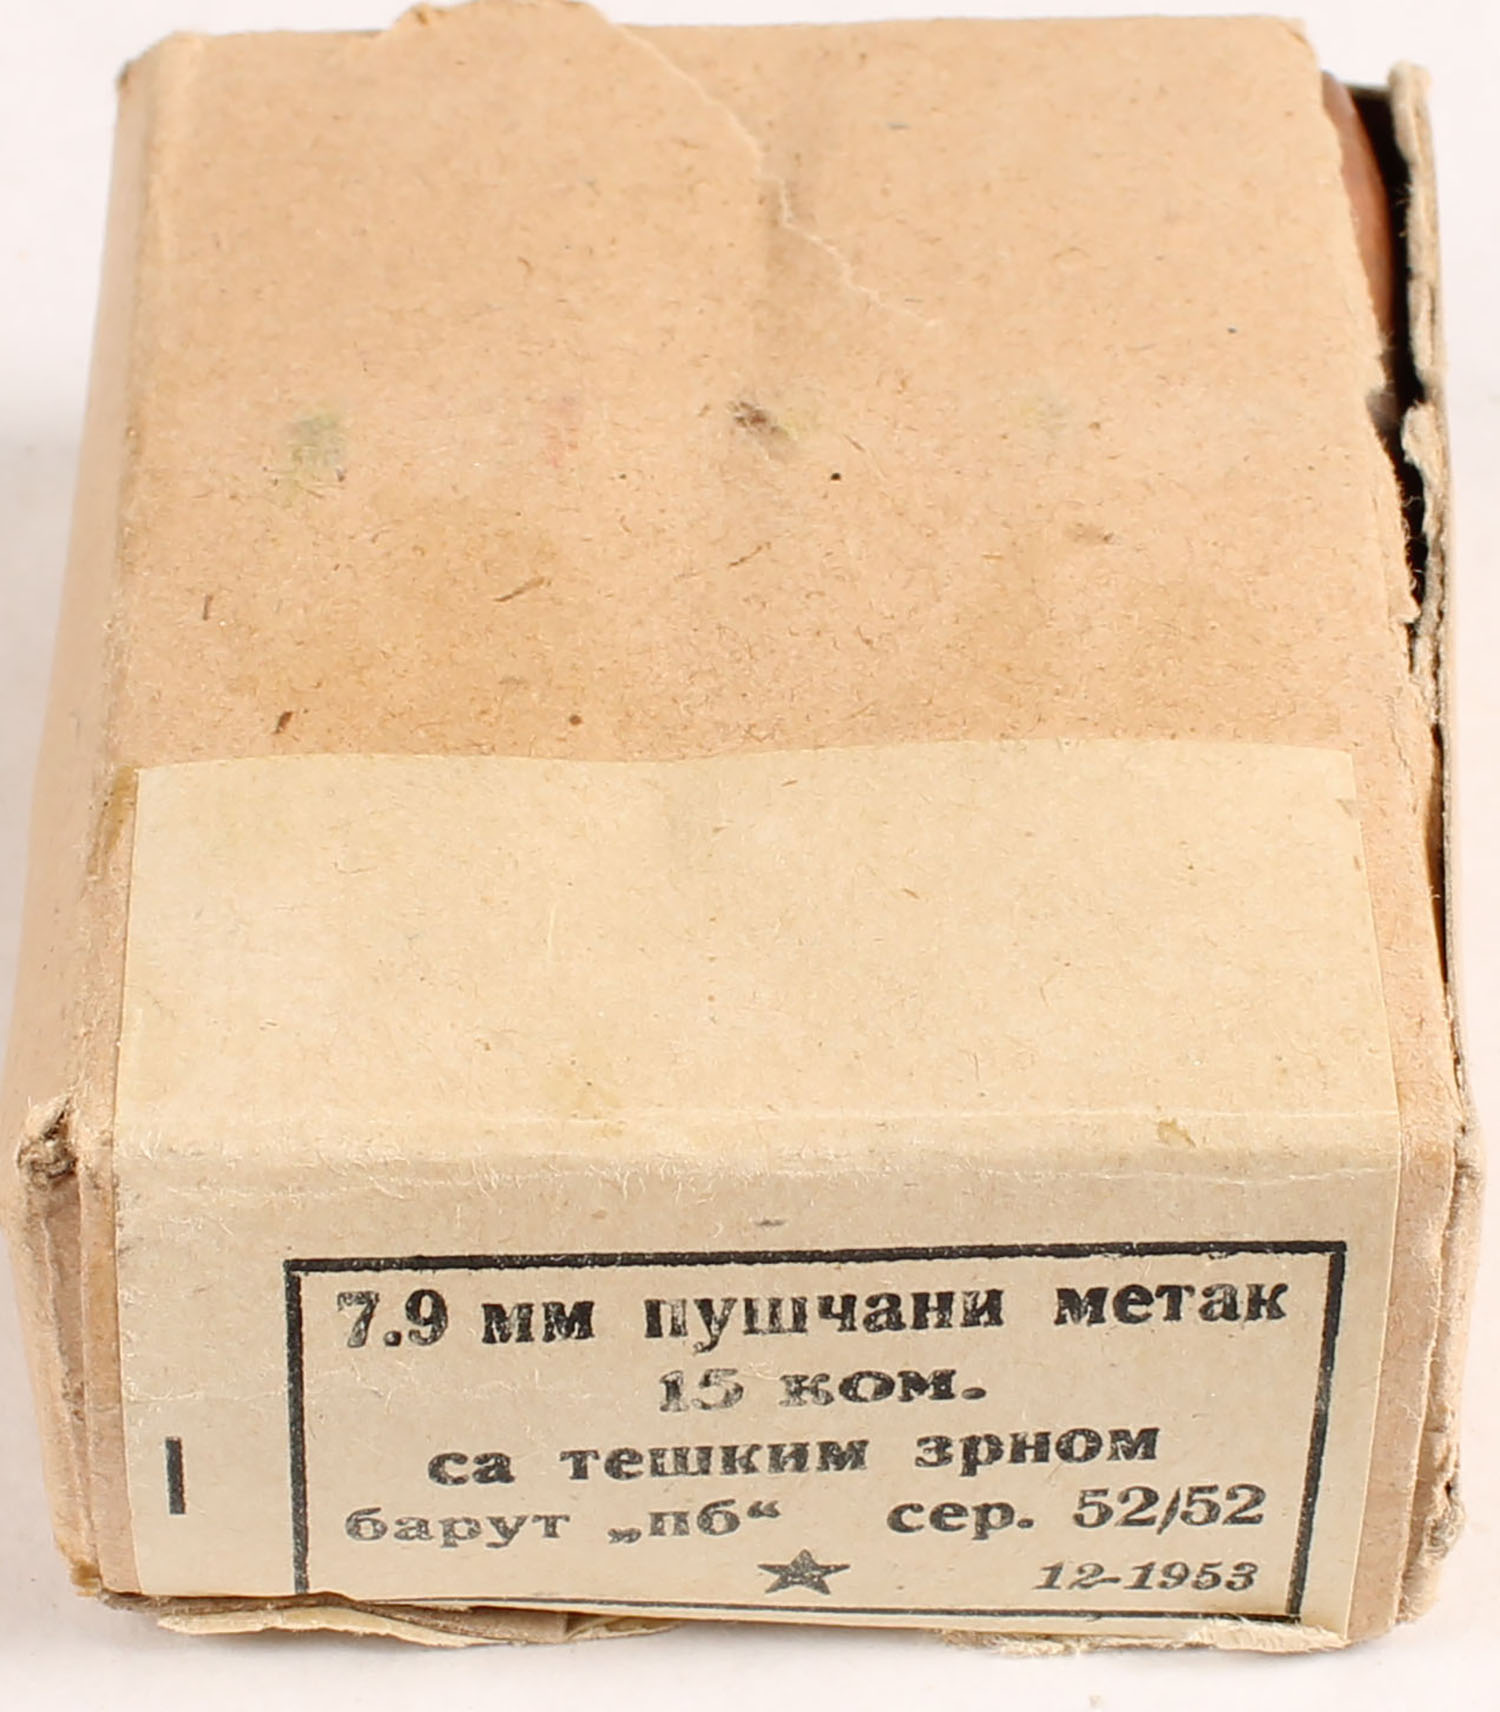 7.9 мм пушчани метак
15 ком.
са тешким зрном
барут „пб“ сер. 52/52
12-1953